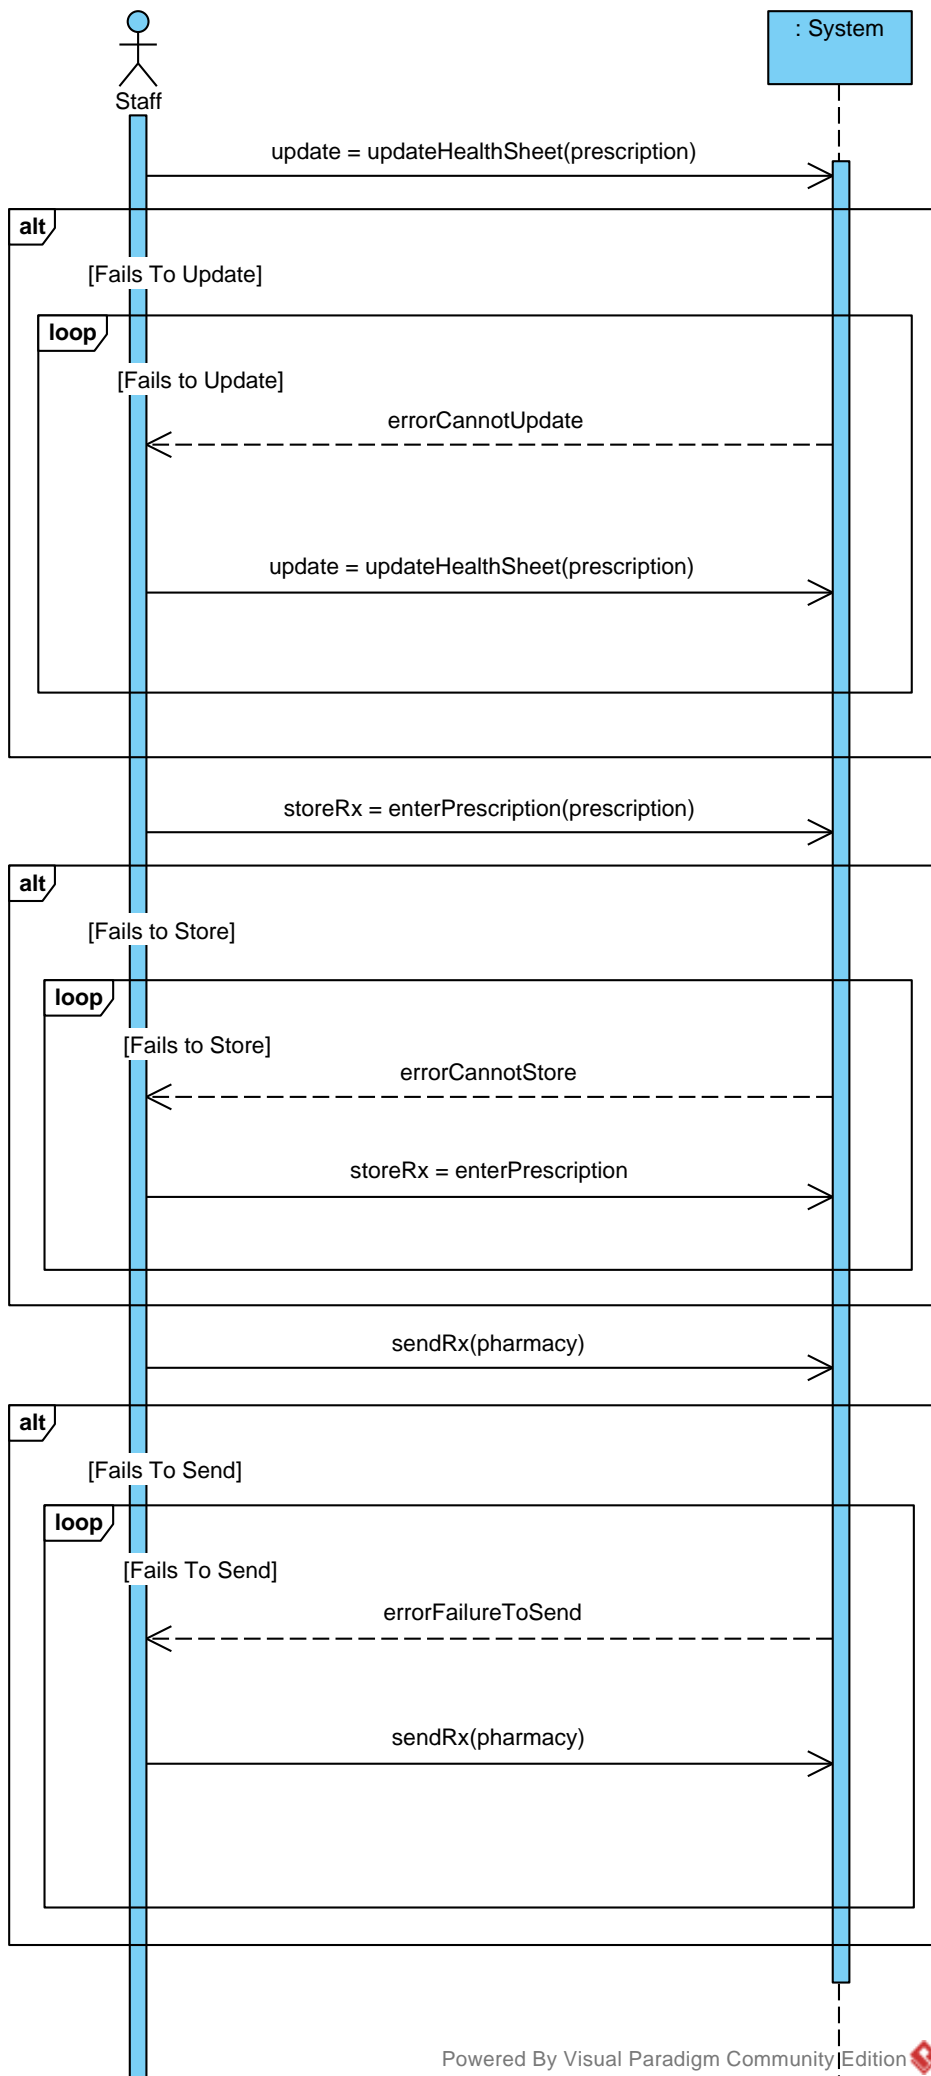 : System
Staff
update = updateHealthSheet(prescription)
alt
[Fails To Update]
loop
[Fails to Update]
errorCannotUpdate
update = updateHealthSheet(prescription)
storeRx = enterPrescription(prescription)
alt
[Fails to Store]
loop
[Fails to Store]
errorCannotStore
storeRx = enterPrescription
sendRx(pharmacy)
alt
[Fails To Send]
loop
[Fails To Send]
errorFailureToSend
sendRx(pharmacy)
Powered By Visual Paradigm Community Edition